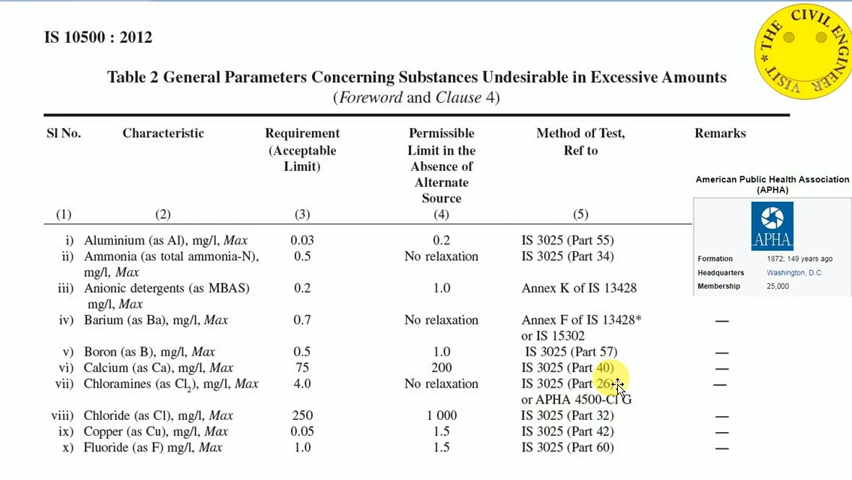 IS 10500 : 2012
THE CIVIL ENGINEER
VISIT
Table 2 General Parameters Concerning Substances Undesirable in Excessive Amounts
(Foreword and Clause 4)
Sl No. Characteristic Requirement Permissible Method of Test, Remarks
(Acceptable Limit in the Ref to
Limit) Absence of
Alternate
Source
(1) (2) (3) (4) (5)
American Public Health Association
(APHA)
APHA
Formation 1872; 149 years ago
Headquarters Washington, D.C.
Membership 25,000
i) Aluminium (as Al), mg/l, Max 0.03 0.2 IS 3025 (Part 55)
ii) Ammonia (as total ammonia-N), 0.5 No relaxation IS 3025 (Part 34)
mg/l, Max
iii) Anionic detergents (as MBAS) 0.2 1.0 Annex K of IS 13428
mg/l, Max
iv) Barium (as Ba), mg/l, Max 0.7 No relaxation Annex F of IS 13428* —
or IS 15302
v) Boron (as B), mg/l, Max 0.5 1.0 IS 3025 (Part 57) —
vi) Calcium (as Ca), mg/l, Max 75 200 IS 3025 (Part 40) —
vii) Chloramines (as Cl₂), mg/l, Max 4.0 No relaxation IS 3025 (Part 26)* —
or APHA 4500-Cl G
viii) Chloride (as Cl), mg/l, Max 250 1 000 IS 3025 (Part 32) —
ix) Copper (as Cu), mg/l, Max 0.05 1.5 IS 3025 (Part 42) —
x) Fluoride (as F) mg/l, Max 1.0 1.5 IS 3025 (Part 60) —